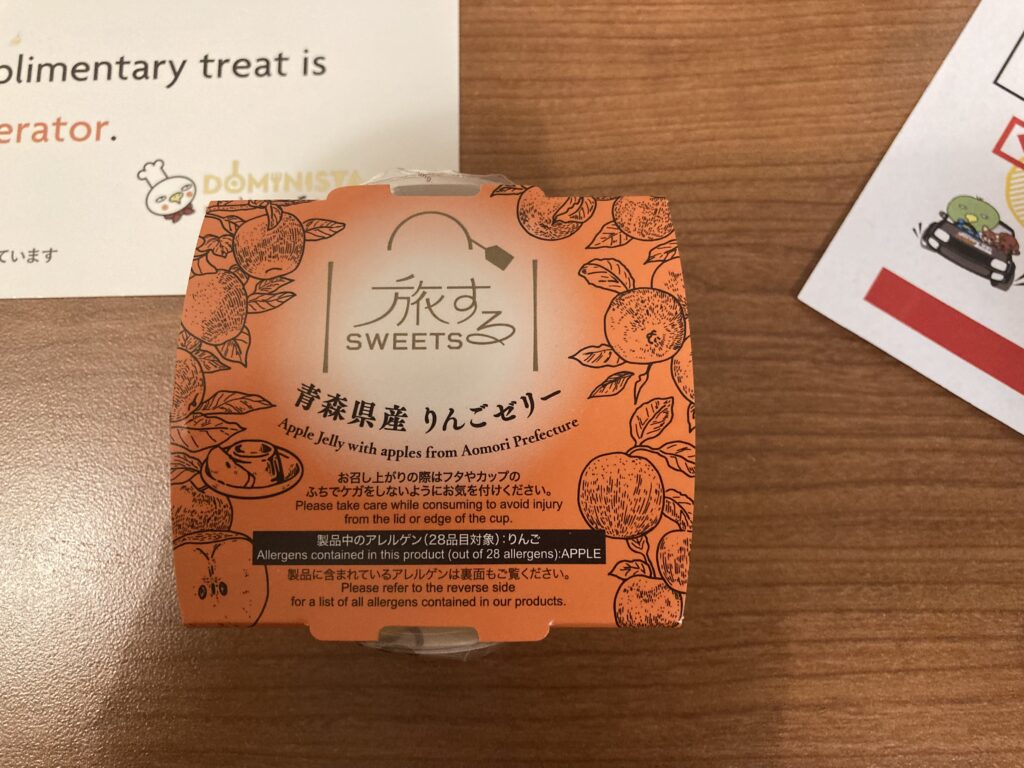 treat is
DOMINISTA
ています
旅する
SWEETS
青森県産 りんごゼリー
Apple Jelly with apples from Aomori Prefecture
お召し上がりの際はフタやカップの
ふちでケガをしないようにお気を付けください。
Please take care while consuming to avoid injury
from the lid or edge of the cup.
製品中のアレルゲン(28品目対象):りんご
Allergens contained in this product (out of 28 allergens):APPLE
製品に含まれているアレルゲンは裏面もご覧ください。
Please refer to the reverse side
for a list of all allergens contained in our products.